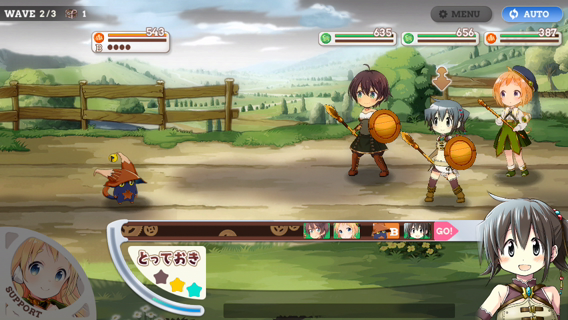 WAVE 2/3 1
MENU
AUTO
543
B
635
656
387
B
GO!
とっておき
SUPPORT